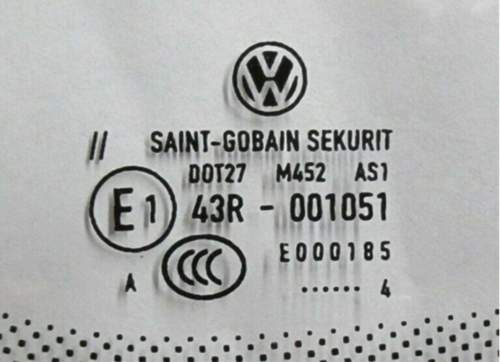 VW
// SAINT-GOBAIN SEKURIT
DOT27 M452 AS1
E1 43R - 001051
CCC E000185
A ...... 4